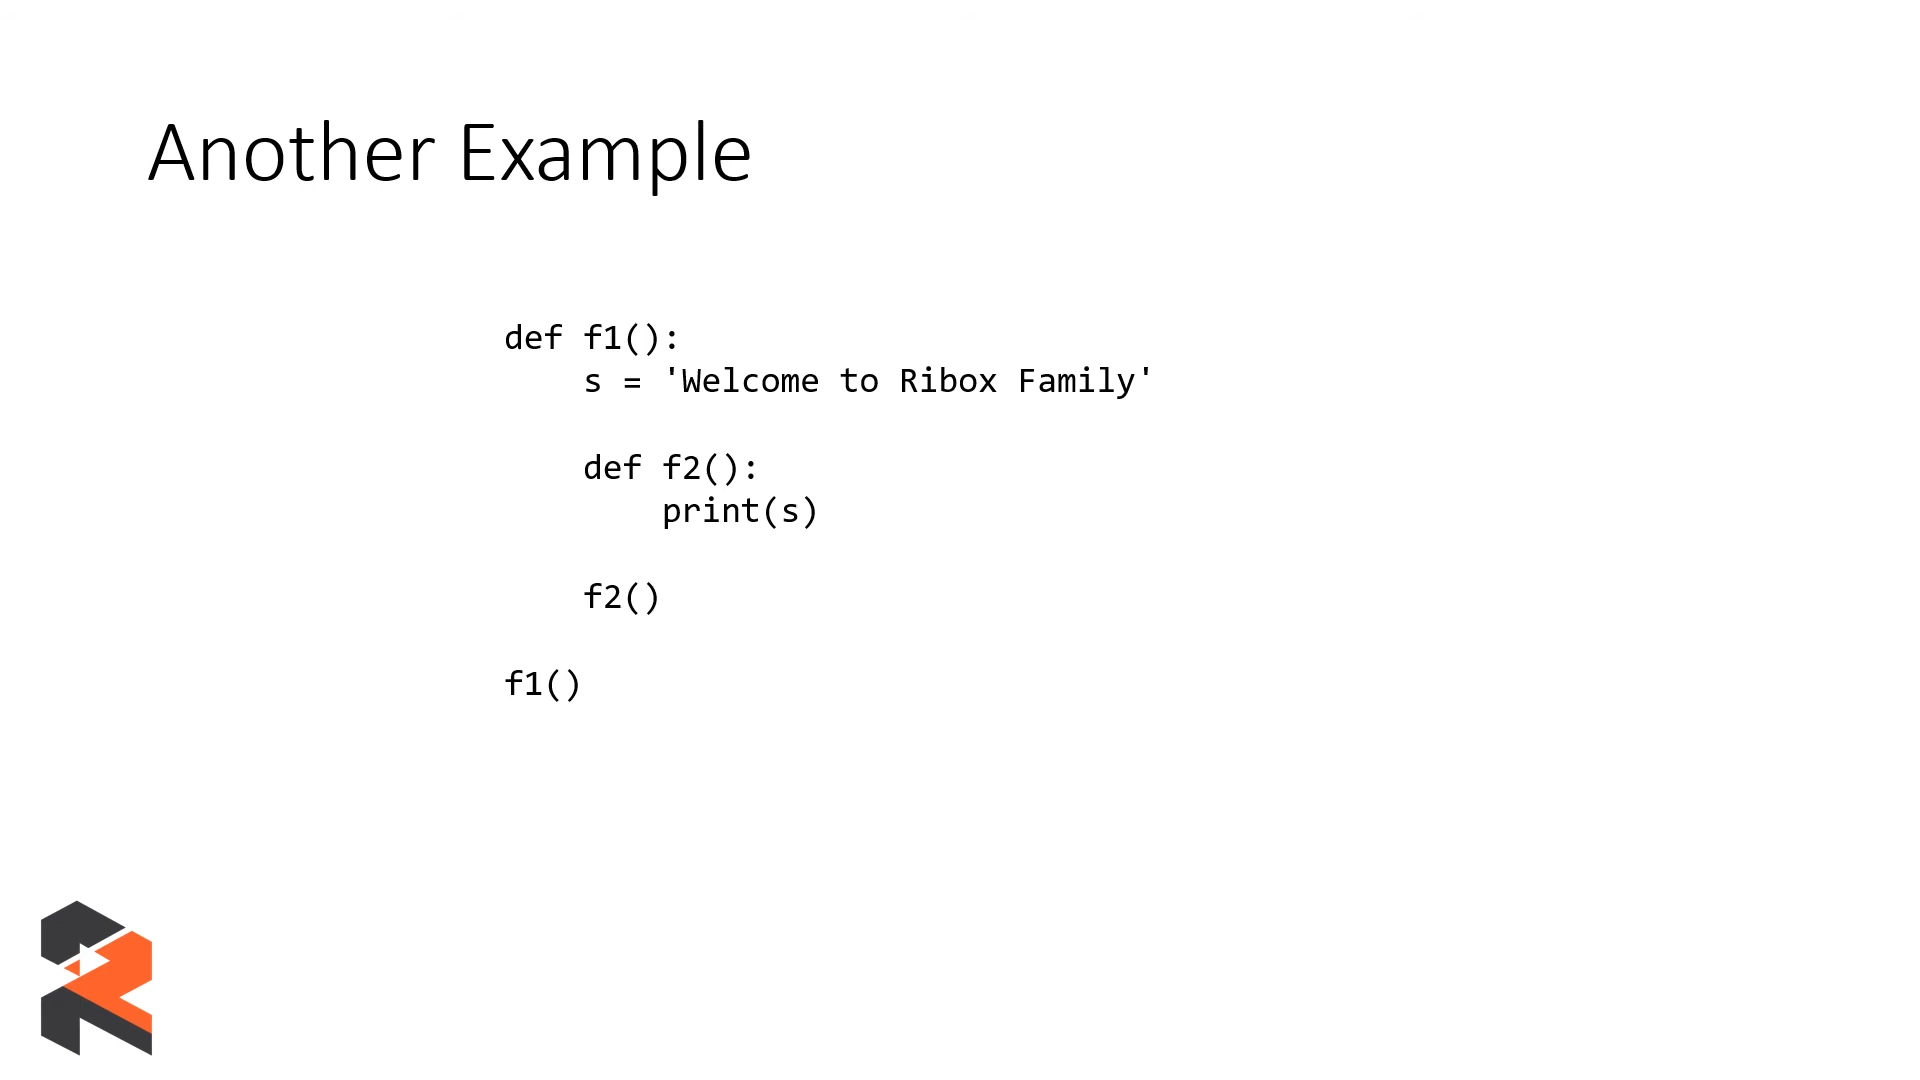 Another Example
def f1():
    s = 'Welcome to Ribox Family'
    def f2():
        print(s)
    f2()
f1()